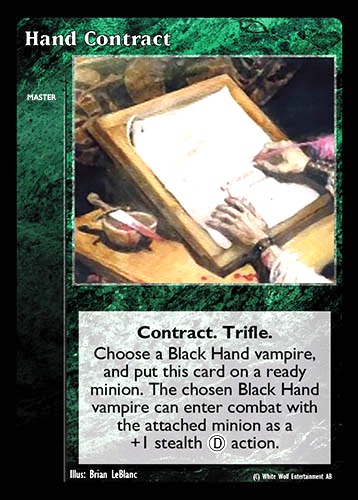 Hand Contract
MASTER
Contract. Trifle.
Choose a Black Hand vampire,
and put this card on a ready
minion. The chosen Black Hand
vampire can enter combat with
the attached minion as a
+1 stealth Ⓓ action.
Illus: Brian LeBlanc
(C) White Wolf Entertainment AB